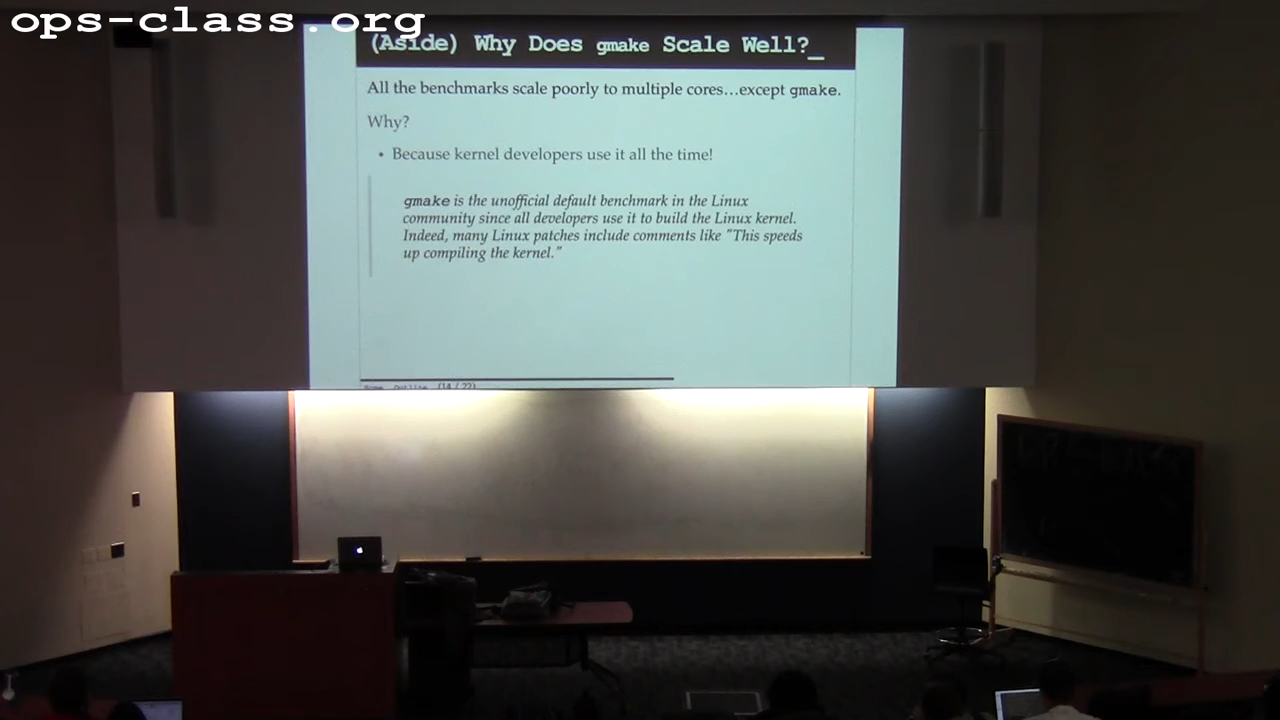 ops-class.org
(Aside) Why Does gmake Scale Well?_
All the benchmarks scale poorly to multiple cores...except gmake.
Why?
• Because kernel developers use it all the time!
gmake is the unofficial default benchmark in the Linux
community since all developers use it to build the Linux kernel.
Indeed, many Linux patches include comments like "This speeds
up compiling the kernel."
(14 / 22)